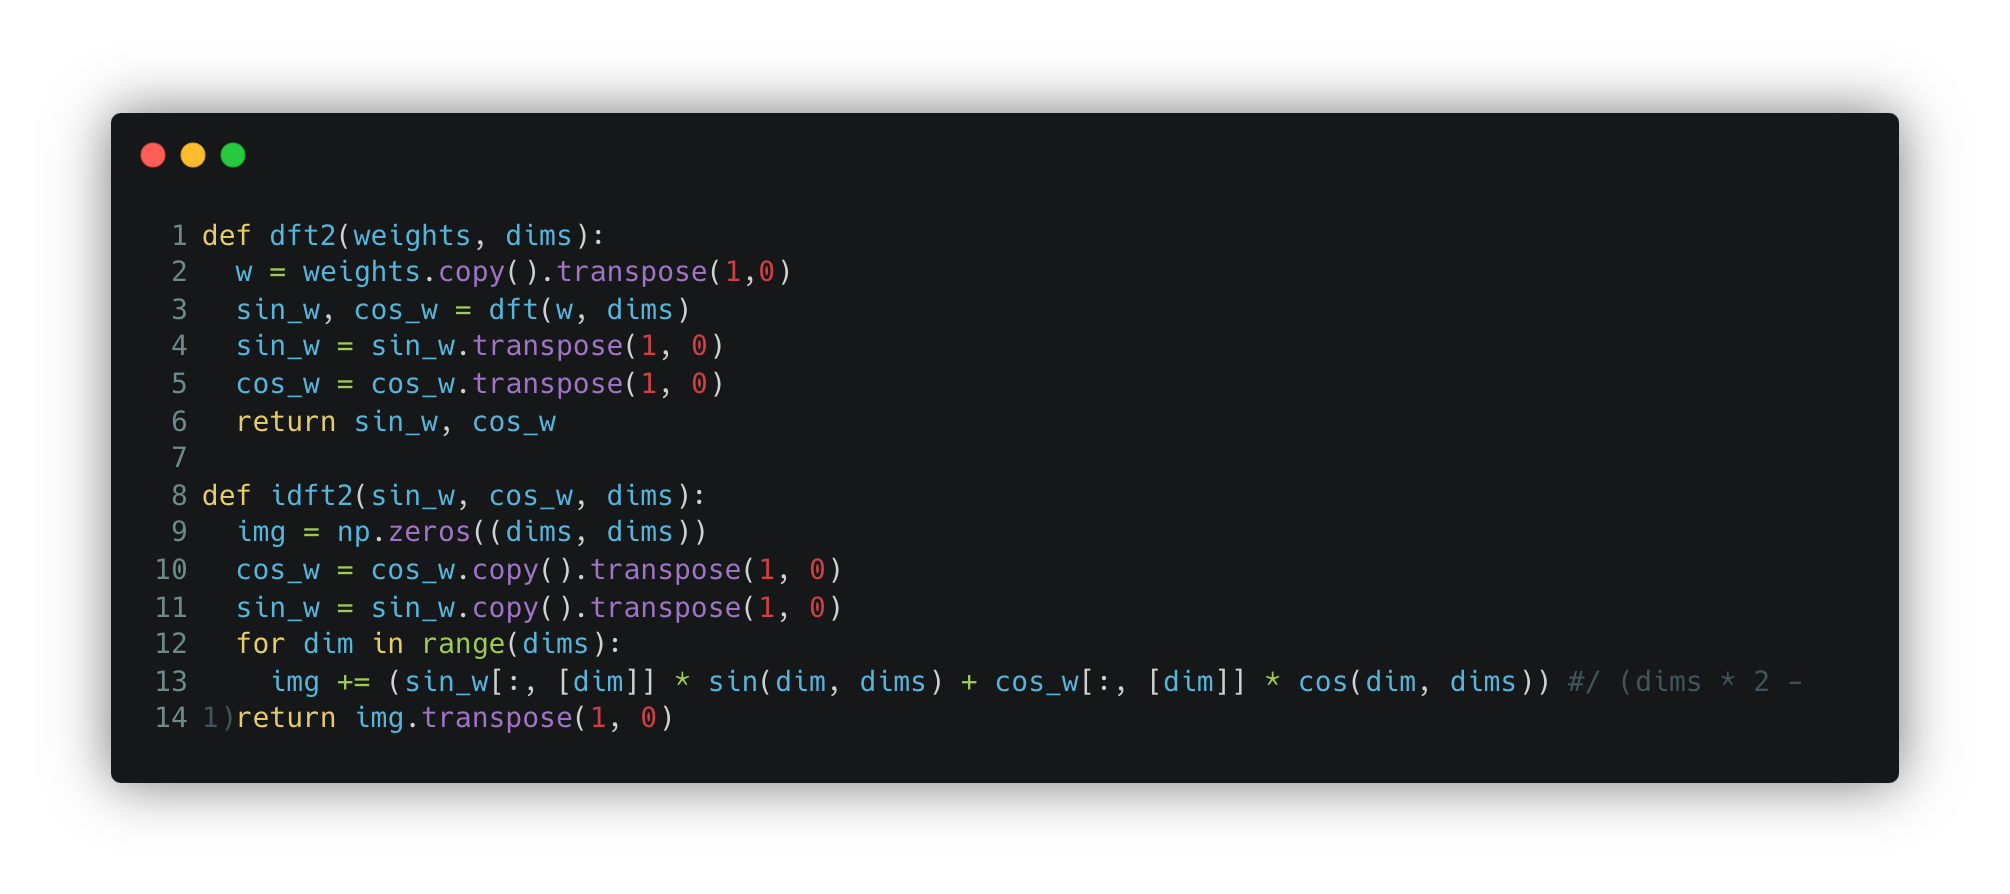 1 def dft2(weights, dims):
2   w = weights.copy().transpose(1,0)
3   sin_w, cos_w = dft(w, dims)
4   sin_w = sin_w.transpose(1, 0)
5   cos_w = cos_w.transpose(1, 0)
6   return sin_w, cos_w
7
8 def idft2(sin_w, cos_w, dims):
9   img = np.zeros((dims, dims))
10   cos_w = cos_w.copy().transpose(1, 0)
11   sin_w = sin_w.copy().transpose(1, 0)
12   for dim in range(dims):
13     img += (sin_w[:, [dim]] * sin(dim, dims) + cos_w[:, [dim]] * cos(dim, dims)) #/ (dims * 2 -
14 1)return img.transpose(1, 0)